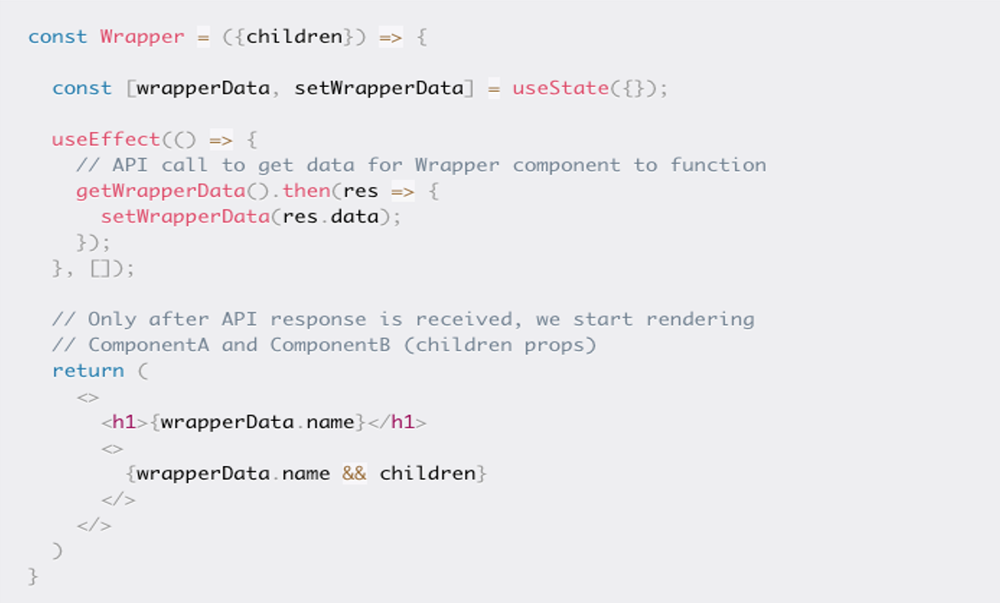 const Wrapper = ({children}) => {
const [wrapperData, setWrapperData] = useState({});
useEffect(() => {
// API call to get data for Wrapper component to function
getWrapperData().then(res => {
setWrapperData(res.data);
});
}, []);
// Only after API response is received, we start rendering
// ComponentA and ComponentB (children props)
return (
<>
<h1>{wrapperData.name}</h1>
<>
{wrapperData.name && children}
</>
</>
)
}